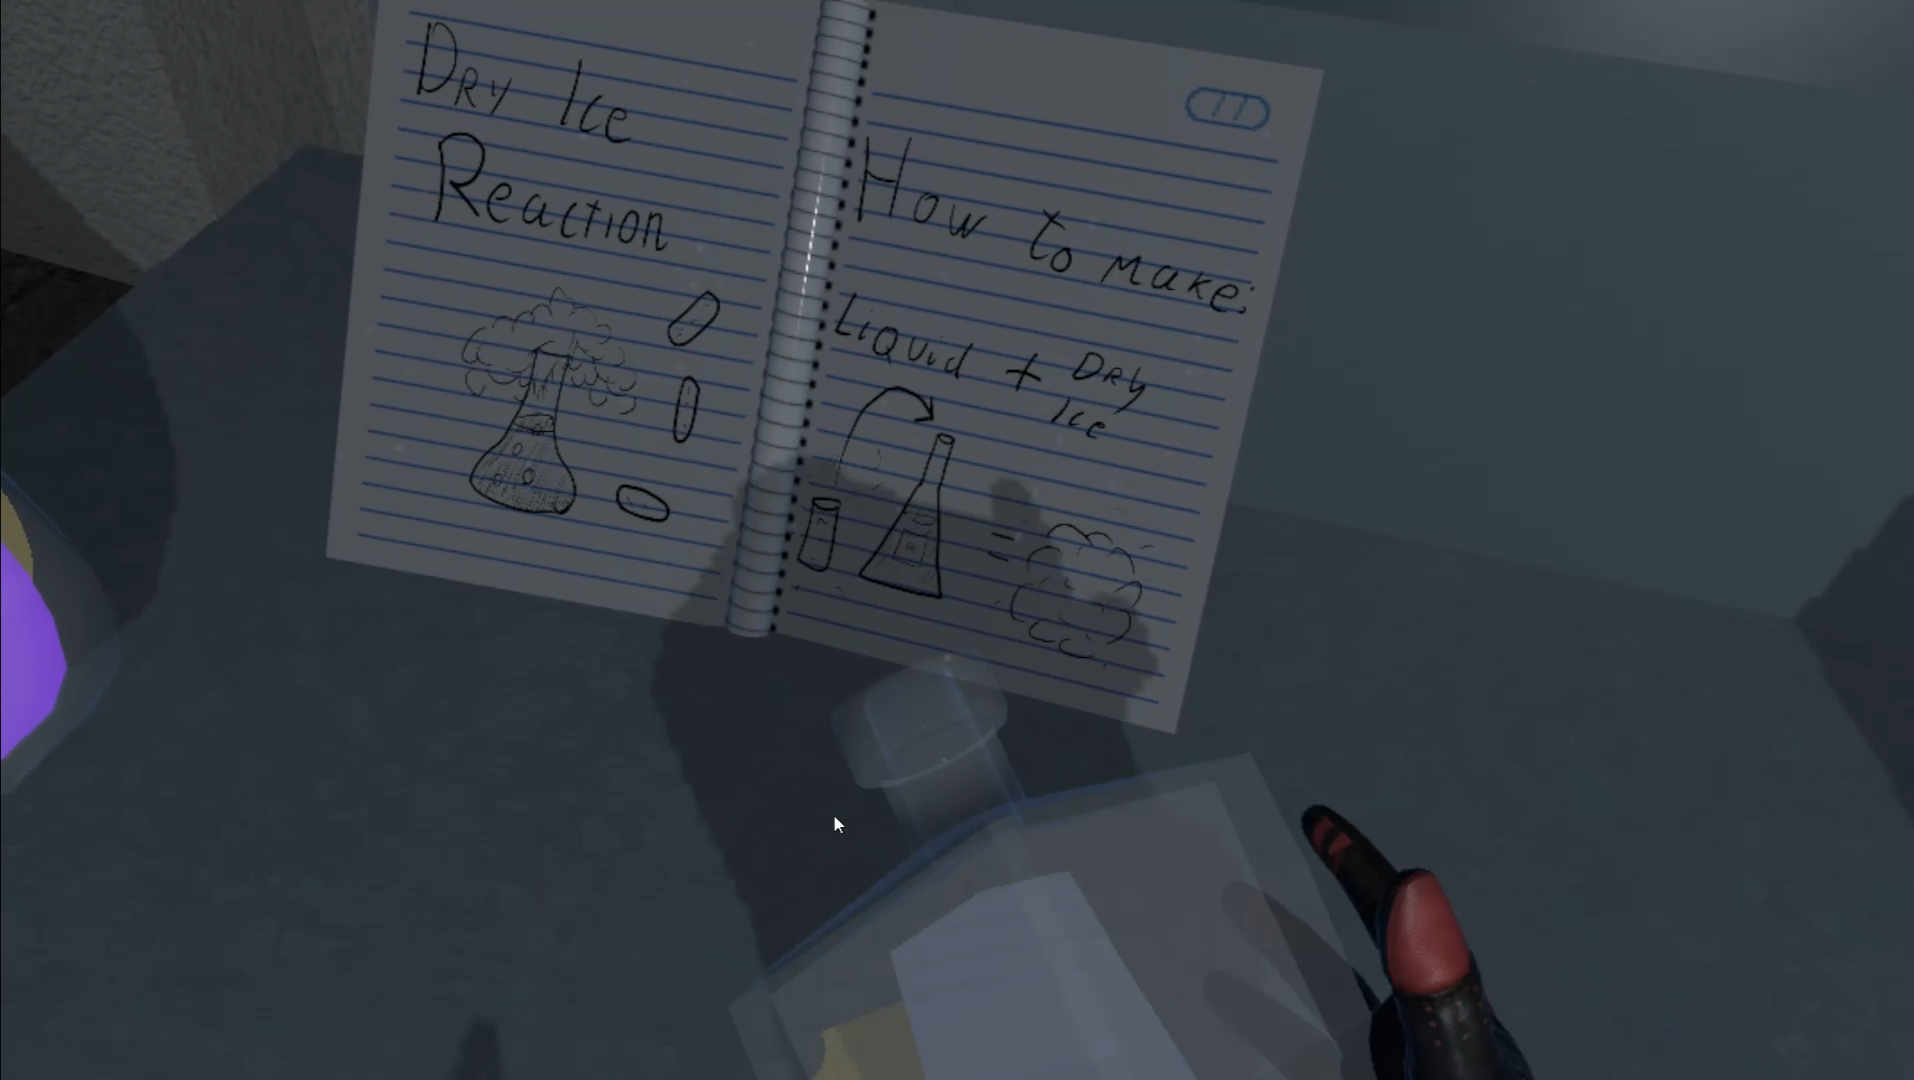 Dry Ice
Reaction
How to make:
Liquid + Dry
Ice
=